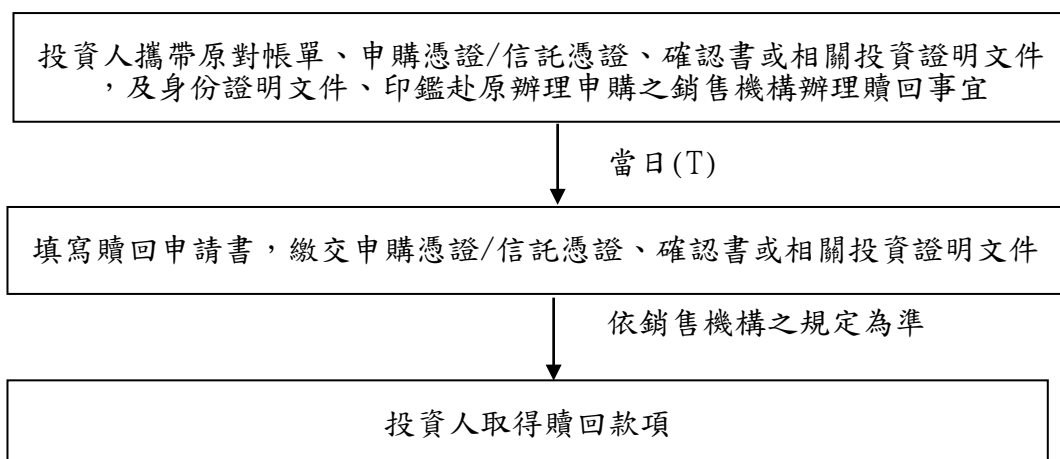 投資人攜帶原對帳單、申購憑證/信託憑證、確認書或相關投資證明文件
，及身份證明文件、印鑑赴原辦理申購之銷售機構辦理贖回事宜
當日(T)
填寫贖回申請書，繳交申購憑證/信託憑證、確認書或相關投資證明文件
依銷售機構之規定為準
投資人取得贖回款項